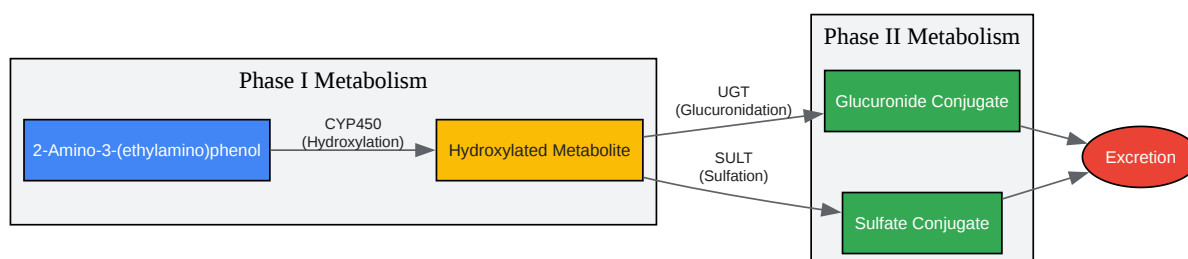 Phase I Metabolism
2-Amino-3-(ethylamino)phenol
CYP450
(Hydroxylation)
Hydroxylated Metabolite
UGT
(Glucuronidation)
SULT
(Sulfation)
Phase II Metabolism
Glucuronide Conjugate
Sulfate Conjugate
Excretion